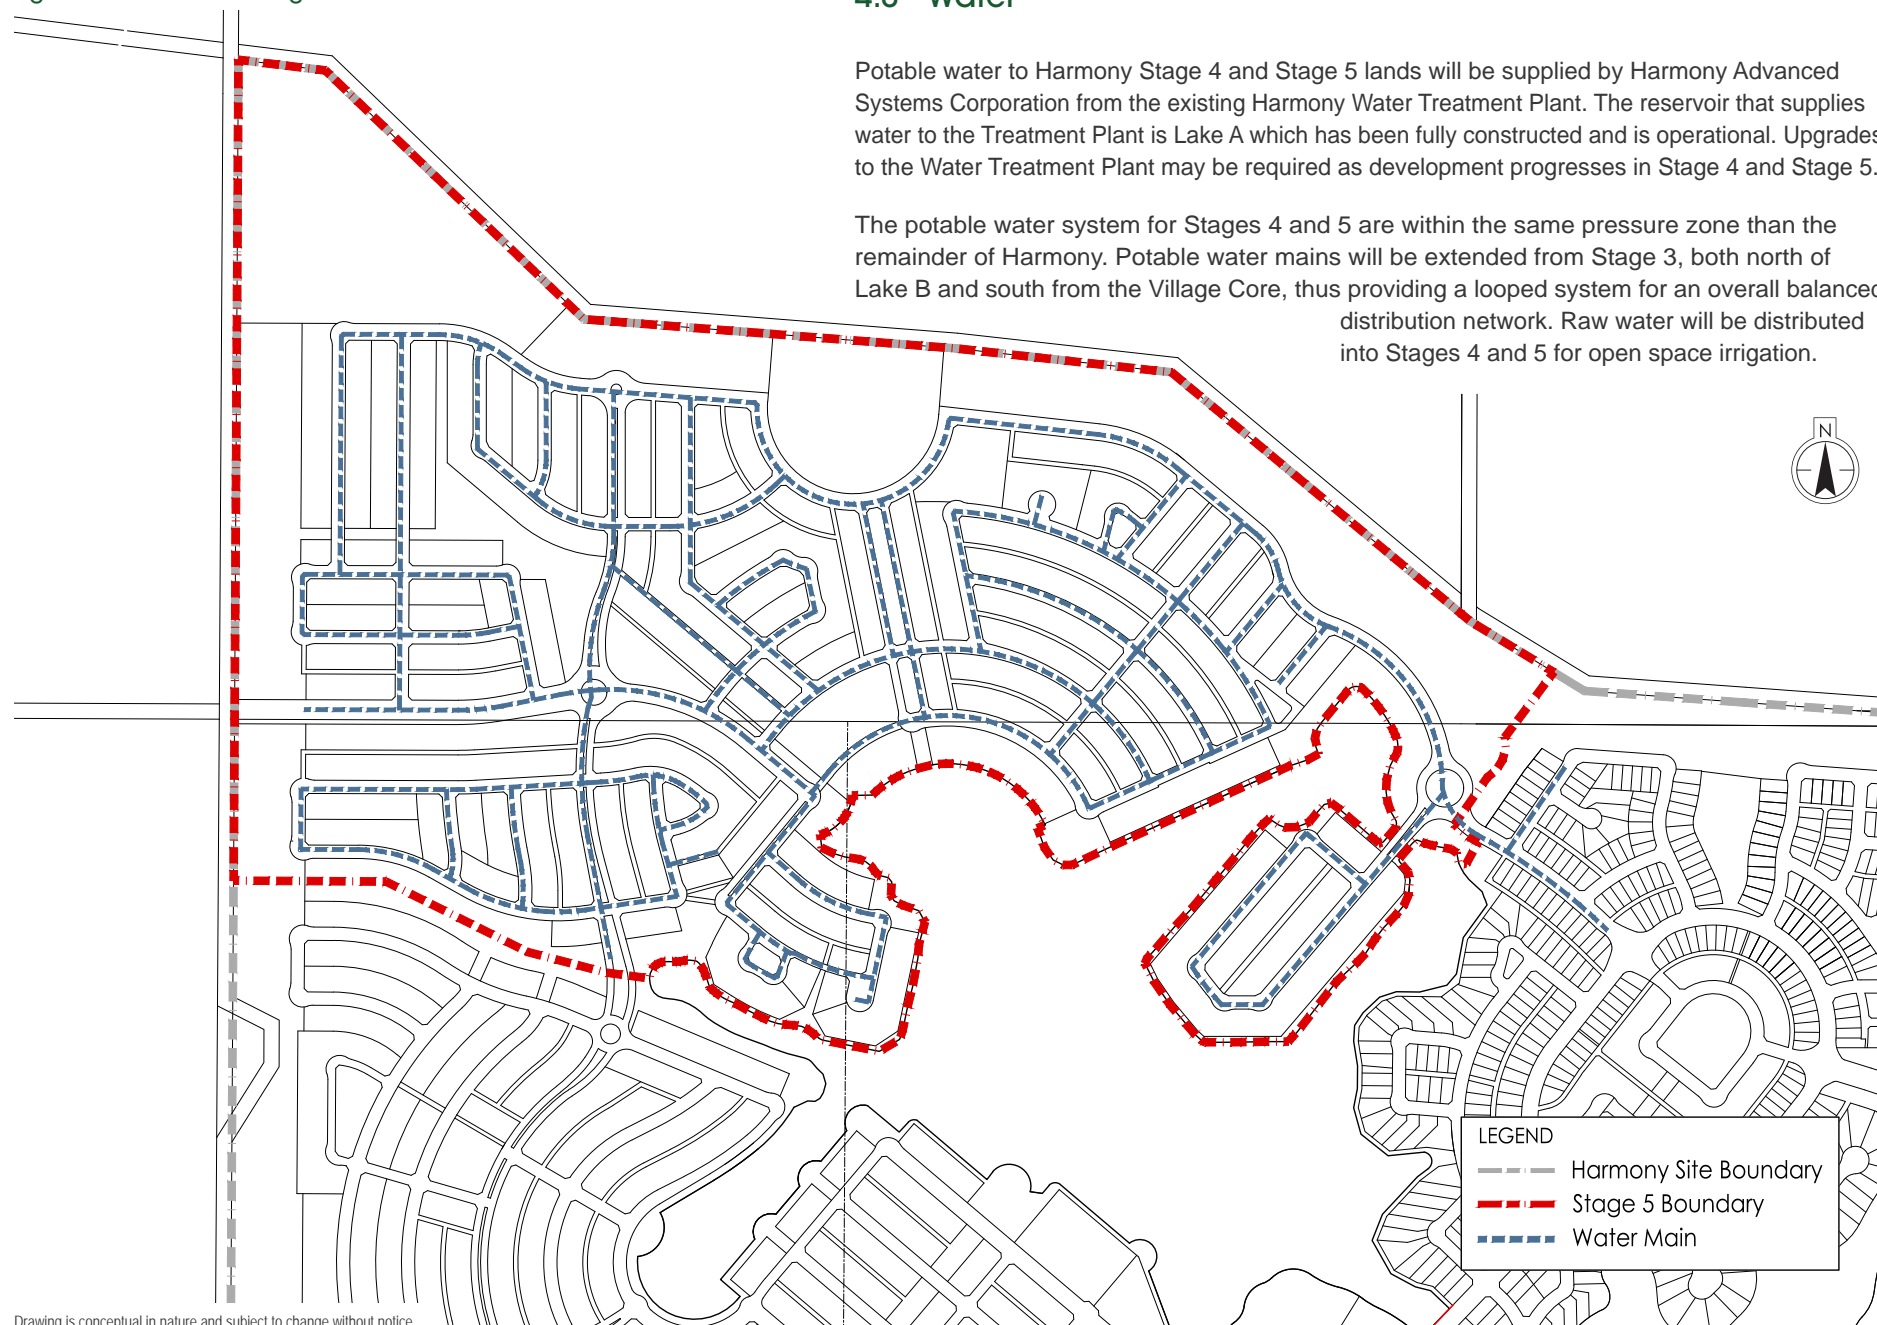 Water
Potable water to Harmony Stage 4 and Stage 5 lands will be supplied by Harmony Advanced
Systems Corporation from the existing Harmony Water Treatment Plant. The reservoir that supplies
water to the Treatment Plant is Lake A which has been fully constructed and is operational. Upgrades
to the Water Treatment Plant may be required as development progresses in Stage 4 and Stage 5.
The potable water system for Stages 4 and 5 are within the same pressure zone than the
remainder of Harmony. Potable water mains will be extended from Stage 3, both north of
Lake B and south from the Village Core, thus providing a looped system for an overall balanced
distribution network. Raw water will be distributed
into Stages 4 and 5 for open space irrigation.
N
LEGEND
Harmony Site Boundary
Stage 5 Boundary
Water Main
Drawing is conceptual in nature and subject to change without notice